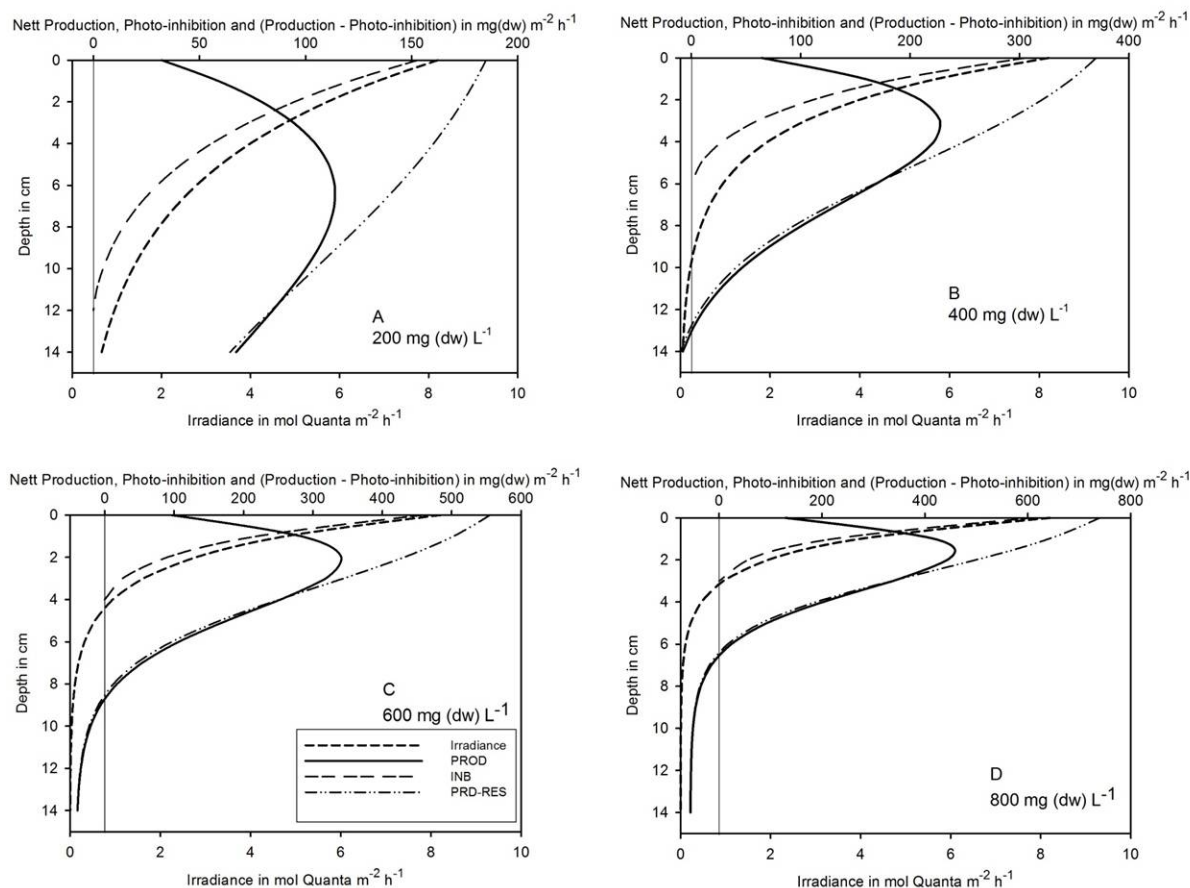 Nett Production, Photo-inhibition and (Production - Photo-inhibition) in mg(dw) m⁻² h⁻¹
0 50 100 150 200
0
2
4
6
8
10
12
14
Depth in cm
A
200 mg (dw) L⁻¹
0 2 4 6 8 10
Irradiance in mol Quanta m⁻² h⁻¹
Nett Production, Photo-inhibition and (Production - Photo-inhibition) in mg(dw) m⁻² h⁻¹
0 100 200 300 400
0
2
4
6
8
10
12
14
Depth in cm
B
400 mg (dw) L⁻¹
0 2 4 6 8 10
Irradiance in mol Quanta m⁻² h⁻¹
Nett Production, Photo-inhibition and (Production - Photo-inhibition) in mg(dw) m⁻² h⁻¹
0 100 200 300 400 500 600
0
2
4
6
8
10
12
14
Depth in cm
C
600 mg (dw) L⁻¹
Irradiance
PROD
INB
PRD-RES
0 2 4 6 8 10
Irradiance in mol Quanta m⁻² h⁻¹
Nett Production, Photo-inhibition and (Production - Photo-inhibition) in mg(dw) m⁻² h⁻¹
0 200 400 600 800
0
2
4
6
8
10
12
14
Depth in cm
D
800 mg (dw) L⁻¹
0 2 4 6 8 10
Irradiance in mol Quanta m⁻² h⁻¹